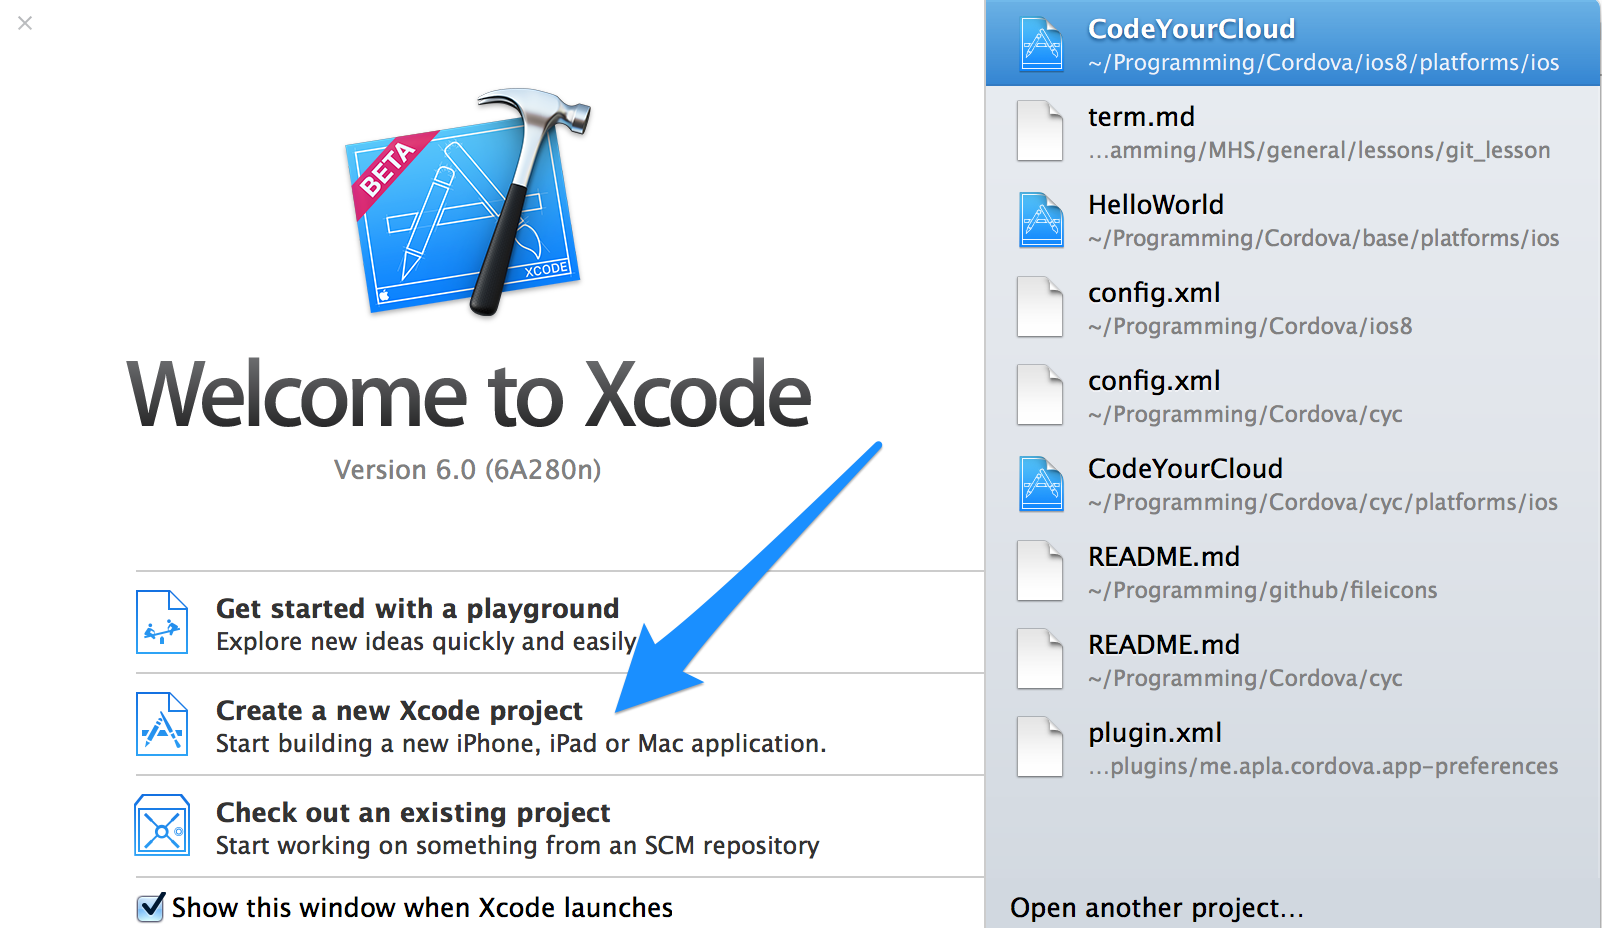 BETA
XCODE
Welcome to Xcode
Version 6.0 (6A280n)
Get started with a playground
Explore new ideas quickly and easily
Create a new Xcode project
Start building a new iPhone, iPad or Mac application.
Check out an existing project
Start working on something from an SCM repository
Show this window when Xcode launches
CodeYourCloud
~/Programming/Cordova/ios8/platforms/ios
term.md
...amming/MHS/general/lessons/git_lesson
HelloWorld
~/Programming/Cordova/base/platforms/ios
config.xml
~/Programming/Cordova/ios8
config.xml
~/Programming/Cordova/cyc
CodeYourCloud
~/Programming/Cordova/cyc/platforms/ios
README.md
~/Programming/github/fileicons
README.md
~/Programming/Cordova/cyc
plugin.xml
...plugins/me.apla.cordova.app-preferences
Open another project...